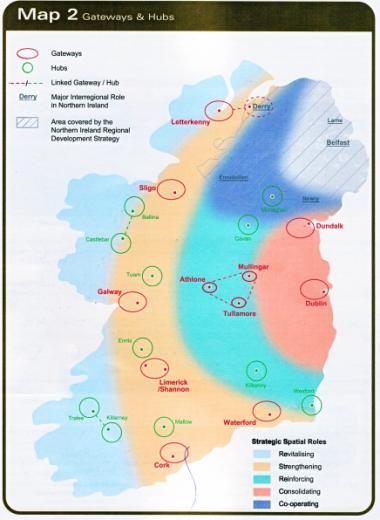 Map 2 Gateways & Hubs
Gateways
Hubs
Linked Gateway / Hub
Derry
Major Interregional Role
in Northern Ireland
Area covered by the
Northern Ireland Regional
Development Strategy
Derry
Letterkenny
Larne
Belfast
Enniskillen
Sligo
Newry
Monaghan
Ballina
Dundalk
Castlebar
Cavan
Mullingar
Tuam
Athlone
Galway
Dublin
Tullamore
Ennis
Limerick
/Shannon
Kilkenny
Wexford
Tralee
Killarney
Mallow
Waterford
Cork
Strategic Spatial Roles
Revitalising
Strengthening
Reinforcing
Consolidating
Co-operating